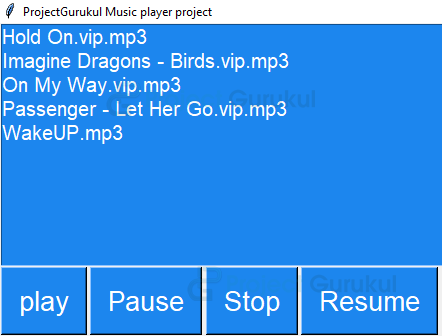 ProjectGurukul Music player project
Hold On.vip.mp3
Imagine Dragons - Birds.vip.mp3
On My Way.vip.mp3
Gurukul
Passenger - Let Her Go.vip.mp3
WakeUP.mp3
Gurukul
play Pause Stop Resume